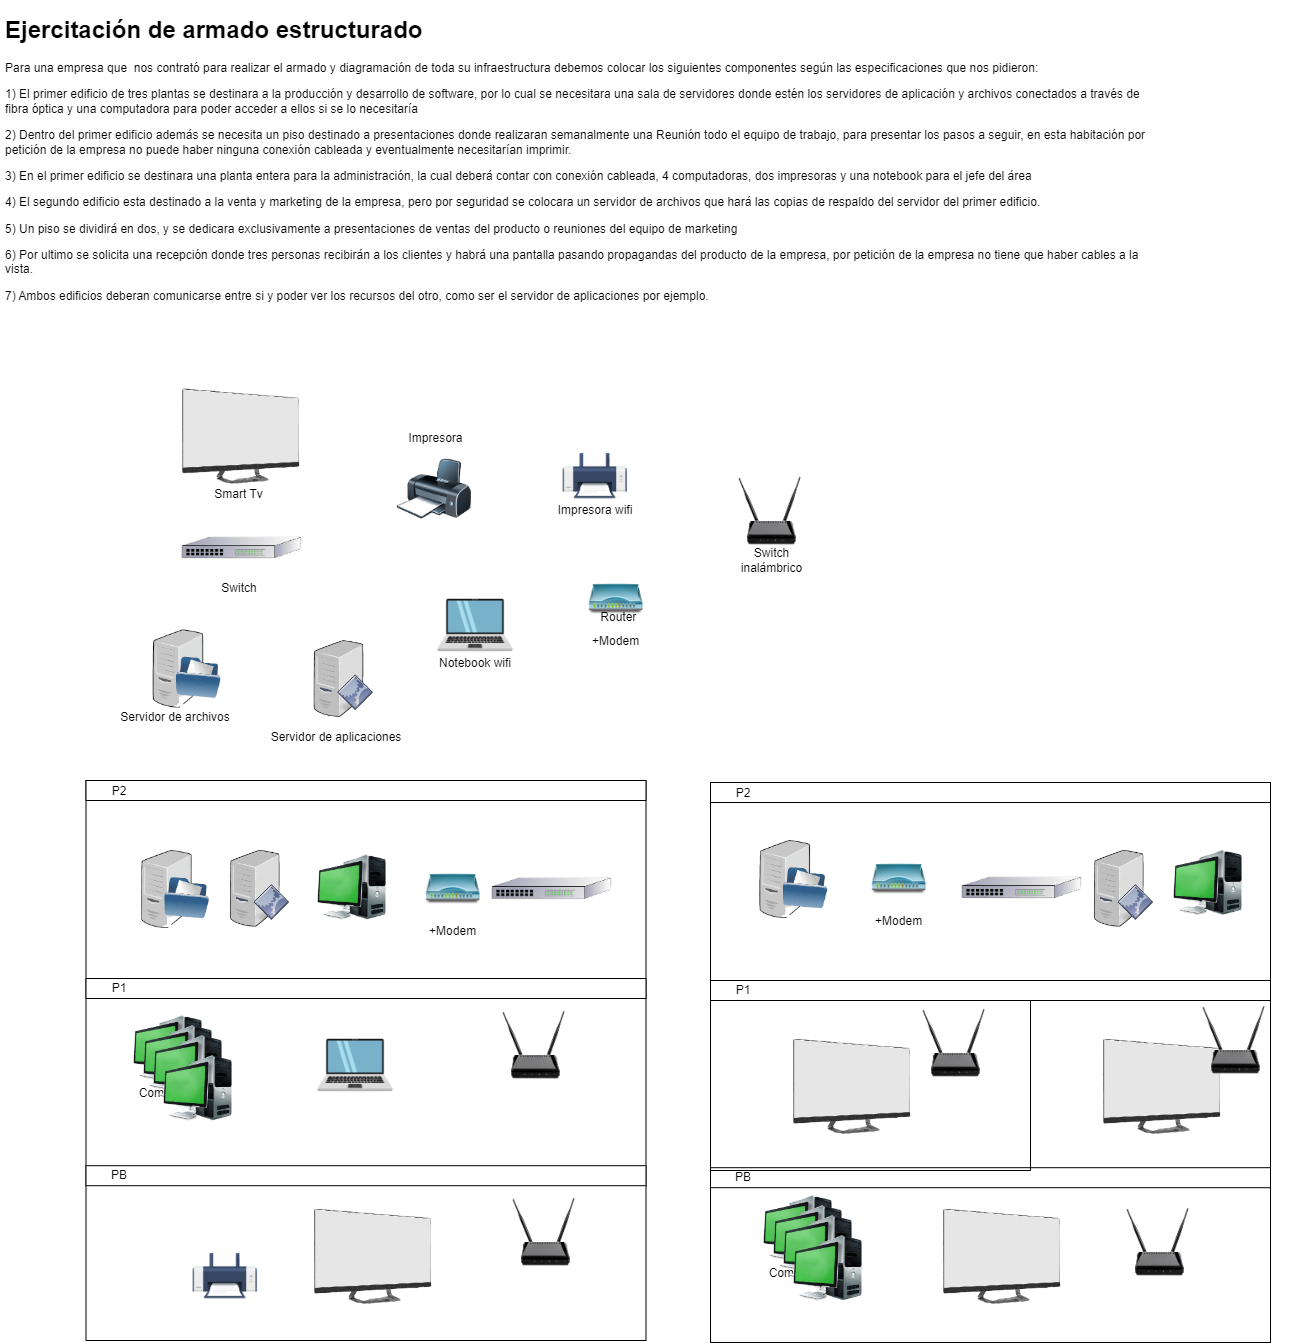 Ejercitación de armado estructurado
Para una empresa que  nos contrató para realizar el armado y diagramación de toda su infraestructura debemos colocar los siguientes componentes según las especificaciones que nos pidieron:
1) El primer edificio de tres plantas se destinara a la producción y desarrollo de software, por lo cual se necesitara una sala de servidores donde estén los servidores de aplicación y archivos conectados a través de
fibra óptica y una computadora para poder acceder a ellos si se lo necesitaría
2) Dentro del primer edificio además se necesita un piso destinado a presentaciones donde realizaran semanalmente una Reunión todo el equipo de trabajo, para presentar los pasos a seguir, en esta habitación por
petición de la empresa no puede haber ninguna conexión cableada y eventualmente necesitarían imprimir.
3) En el primer edificio se destinara una planta entera para la administración, la cual deberá contar con conexión cableada, 4 computadoras, dos impresoras y una notebook para el jefe del área
4) El segundo edificio esta destinado a la venta y marketing de la empresa, pero por seguridad se colocara un servidor de archivos que hará las copias de respaldo del servidor del primer edificio.
5) Un piso se dividirá en dos, y se dedicara exclusivamente a presentaciones de ventas del producto o reuniones del equipo de marketing
6) Por ultimo se solicita una recepción donde tres personas recibirán a los clientes y habrá una pantalla pasando propagandas del producto de la empresa, por petición de la empresa no tiene que haber cables a la
vista.
7) Ambos edificios deberan comunicarse entre si y poder ver los recursos del otro, como ser el servidor de aplicaciones por ejemplo.
Impresora
Smart Tv
Impresora wifi
Switch
inalámbrico
Switch
Router
+Modem
Notebook wifi
Servidor de archivos
Servidor de aplicaciones
P2
+Modem
P1
Com
PB
P2
+Modem
P1
PB
Com